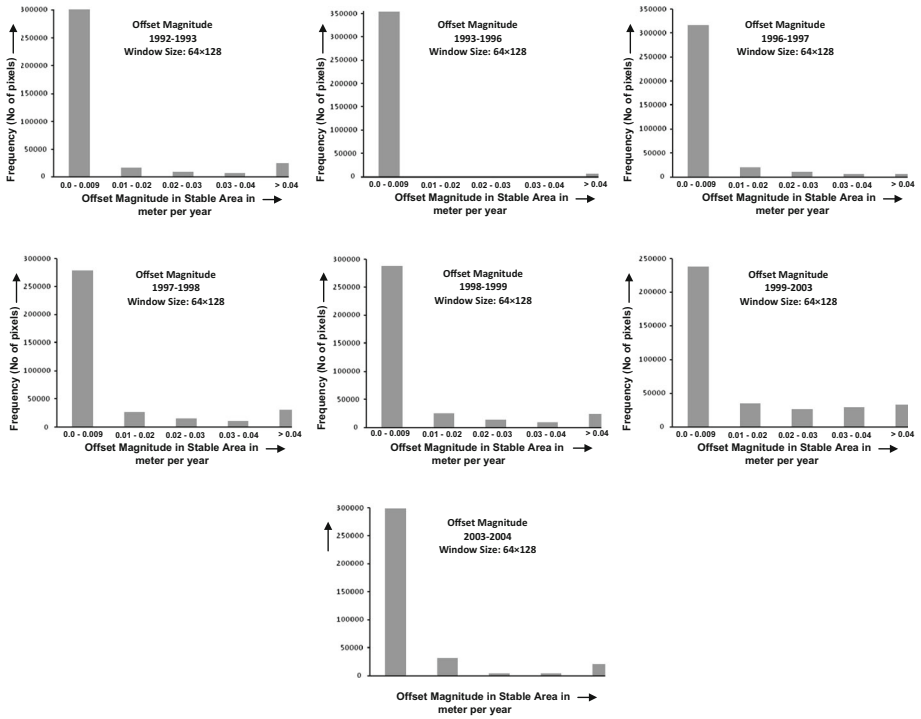 Frequency (No of pixels)
300000
250000
200000
150000
100000
50000
0
Offset Magnitude
1992-1993
Window Size: 64×128
0.0 - 0.009 0.01 - 0.02 0.02 - 0.03 0.03 - 0.04 > 0.04
Offset Magnitude in Stable Area in
meter per year
Frequency (No of pixels)
350000
300000
250000
200000
150000
100000
50000
0
Offset Magnitude
1993-1996
Window Size: 64×128
0.0 - 0.009 0.01 - 0.02 0.02 - 0.03 0.03 - 0.04 > 0.04
Offset Magnitude in Stable Area in
meter per year
Frequency (No of pixels)
350000
300000
250000
200000
150000
100000
50000
0
Offset Magnitude
1996-1997
Window Size: 64×128
0.0 - 0.009 0.01 - 0.02 0.02 - 0.03 0.03 - 0.04 > 0.04
Offset Magnitude in Stable Area in
meter per year
Frequency (No of pixels)
300000
250000
200000
150000
100000
50000
0
Offset Magnitude
1997-1998
Window Size: 64×128
0.0 - 0.009 0.01 - 0.02 0.02 - 0.03 0.03 - 0.04 > 0.04
Offset Magnitude in Stable Area in
meter per year
Frequency (No of pixels)
300000
250000
200000
150000
100000
50000
0
Offset Magnitude
1998-1999
Window Size: 64×128
0.0 - 0.009 0.01 - 0.02 0.02 - 0.03 0.03 - 0.04 > 0.04
Offset Magnitude in Stable Area in
meter per year
Frequency (No of pixels)
250000
200000
150000
100000
50000
0
Offset Magnitude
1999-2003
Window Size: 64×128
0.0 - 0.009 0.01 - 0.02 0.02 - 0.03 0.03 - 0.04 > 0.04
Offset Magnitude in Stable Area in
meter per year
300000
250000
200000
150000
100000
50000
0
Offset Magnitude
2003-2004
Window Size: 64×128
Offset Magnitude in Stable Area in
meter per year